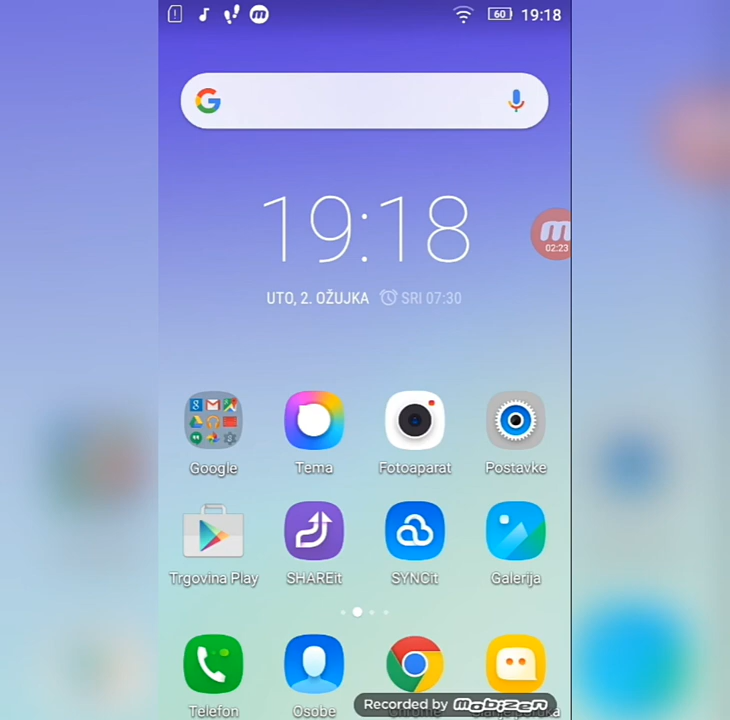 60 19:18
19:18
02:23
UTO, 2. OŽUJKA SRI 07:30
Google Tema Fotoaparat Postavke
Trgovina Play SHAREit SYNCit Galerija
Telefon Osobe
Recorded by mobizen